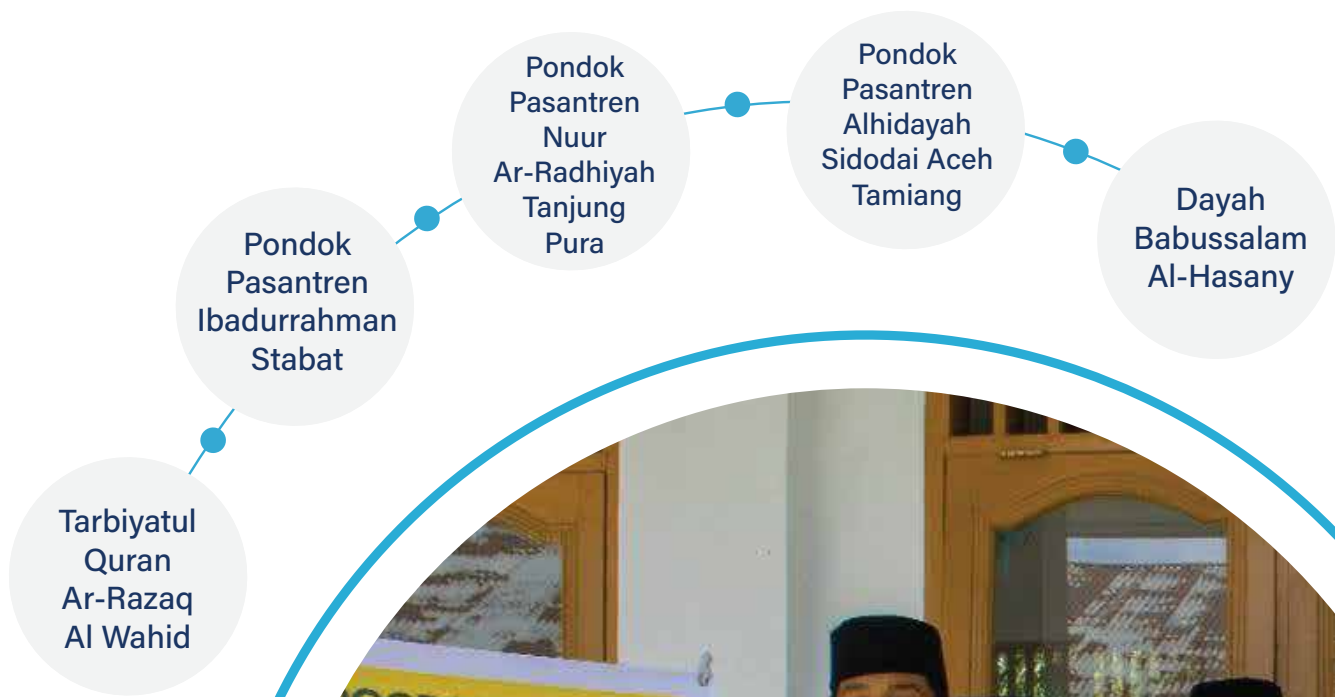 Pondok
Pasantren
Nuur
Ar-Radhiyah
Tanjung
Pura
Pondok
Pasantren
Alhidayah
Sidodai Aceh
Tamiang
Dayah
Babussalam
Al-Hasany
Pondok
Pasantren
Ibadurrahman
Stabat
Tarbiyatul
Quran
Ar-Razaq
Al Wahid